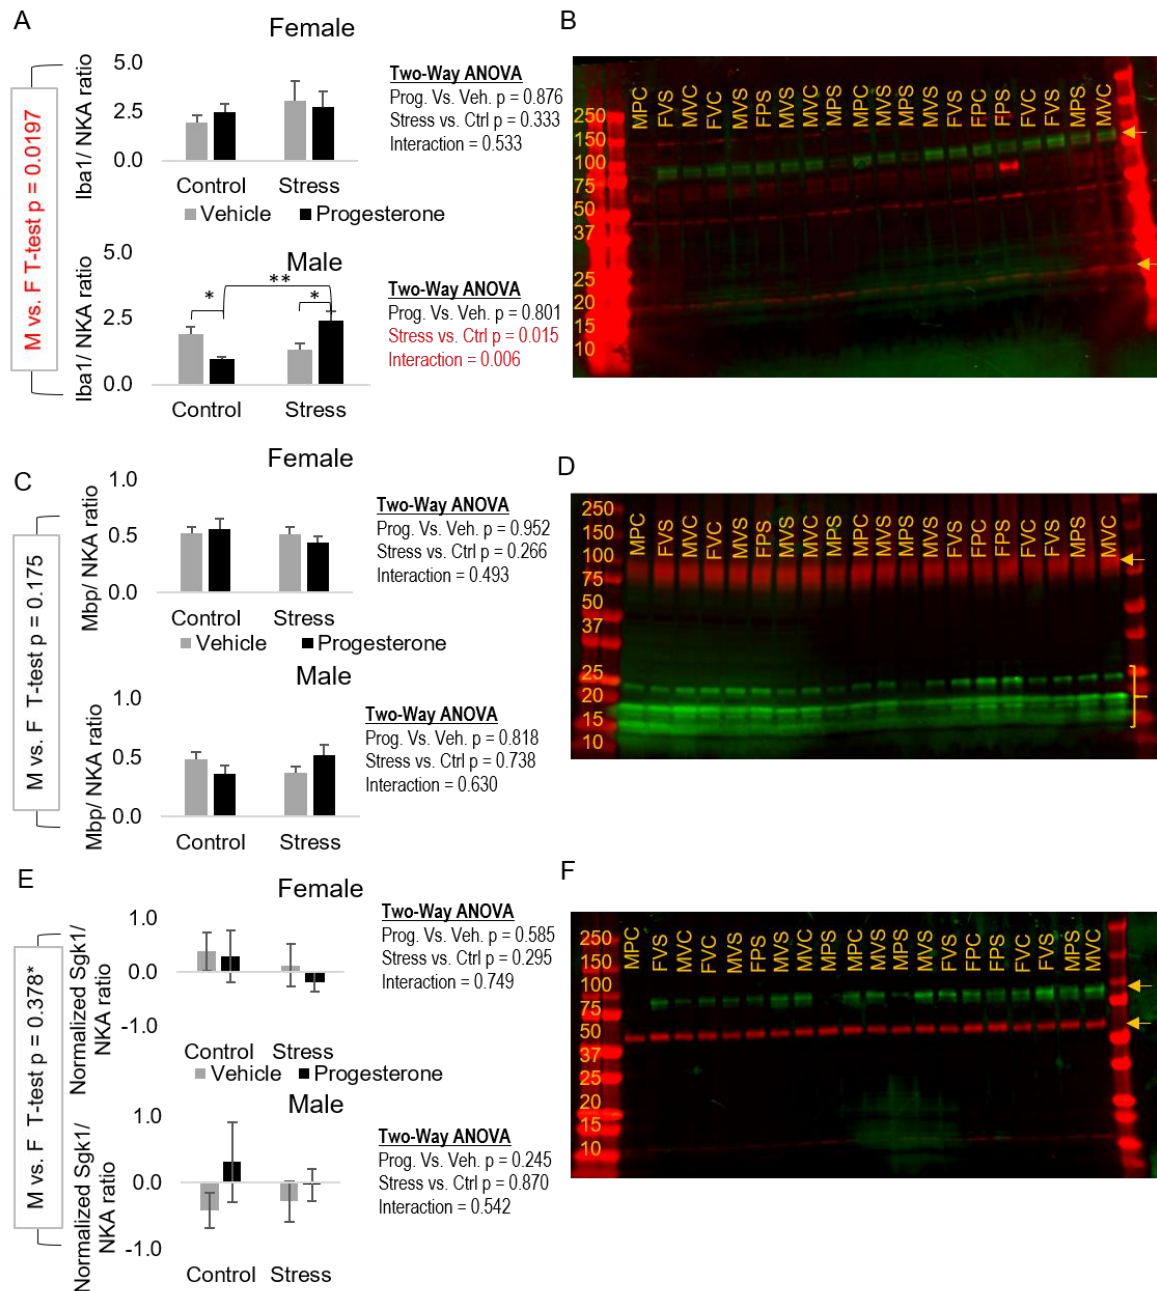 A
Female
M vs. F T-test p = 0.0197
Iba1/ NKA ratio
5.0
2.5
0.0
Control
Stress
Vehicle
Progesterone
Two-Way ANOVA
Prog. Vs. Veh. p = 0.876
Stress vs. Ctrl p = 0.333
Interaction = 0.533
Male
Iba1/ NKA ratio
5.0
2.5
0.0
*
**
*
Control
Stress
Two-Way ANOVA
Prog. Vs. Veh. p = 0.801
Stress vs. Ctrl p = 0.015
Interaction = 0.006
B
250
150
100
75
50
37
25
20
15
10
MPC FVS MVC FVC MVS FPS MVS MVC MPS MPC MVS MPS MVS FVS FPC FPS FVC FVS MPS MVC
C
Female
M vs. F T-test p = 0.175
Mbp/ NKA ratio
1.0
0.5
0.0
Control
Stress
Vehicle
Progesterone
Two-Way ANOVA
Prog. Vs. Veh. p = 0.952
Stress vs. Ctrl p = 0.266
Interaction = 0.493
Male
Mbp/ NKA ratio
1.0
0.5
0.0
Control
Stress
Two-Way ANOVA
Prog. Vs. Veh. p = 0.818
Stress vs. Ctrl p = 0.738
Interaction = 0.630
D
250
150
100
75
50
37
25
20
15
10
MPC FVS MVC FVC MVS FPS MVS MVC MPS MPC MVS MPS MVS FVS FPC FPS FVC FVS MPS MVC
E
Female
M vs. F T-test p = 0.378*
Normalized Sgk1/
NKA ratio
1.0
0.0
-1.0
Control
Stress
Vehicle
Progesterone
Two-Way ANOVA
Prog. Vs. Veh. p = 0.585
Stress vs. Ctrl p = 0.295
Interaction = 0.749
Male
Normalized Sgk1/
NKA ratio
1.0
0.0
-1.0
Control
Stress
Two-Way ANOVA
Prog. Vs. Veh. p = 0.245
Stress vs. Ctrl p = 0.870
Interaction = 0.542
F
250
150
100
75
50
37
25
20
15
10
MPC FVS MVC FVC MVS FPS MVS MVC MPS MPC MVS MPS MVS FVS FPC FPS FVC FVS MPS MVC